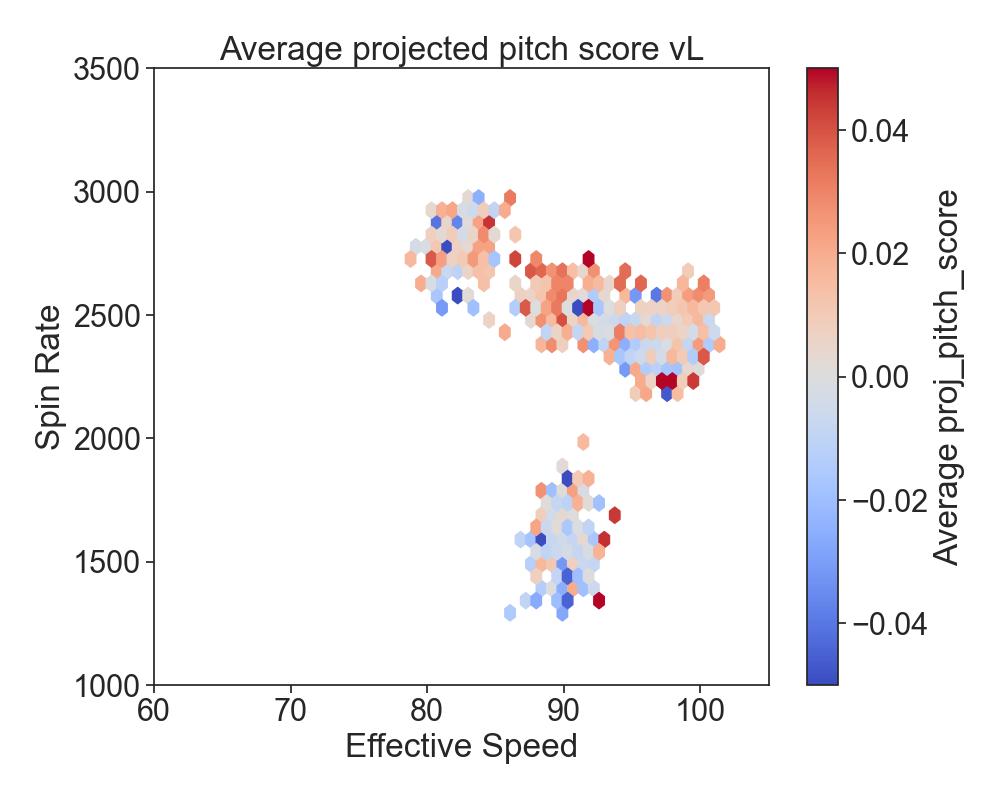 Average projected pitch score vL
3500
3000
2500
2000
1500
1000
Spin Rate
60 70 80 90 100
Effective Speed
0.04
0.02
0.00
−0.02
−0.04
Average proj_pitch_score